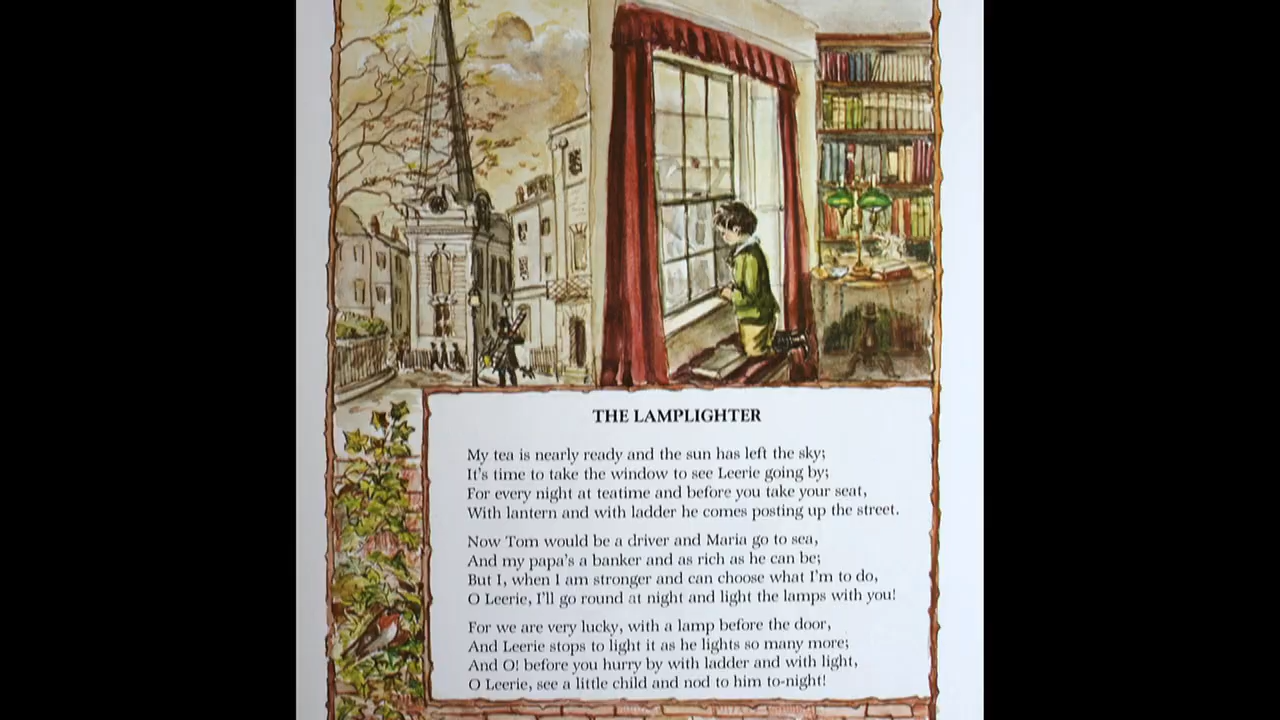 THE LAMPLIGHTER
My tea is nearly ready and the sun has left the sky;
It's time to take the window to see Leerie going by;
For every night at teatime and before you take your seat,
With lantern and with ladder he comes posting up the street.
Now Tom would be a driver and Maria go to sea,
And my papa's a banker and as rich as he can be;
But I, when I am stronger and can choose what I'm to do,
O Leerie, I'll go round at night and light the lamps with you!
For we are very lucky, with a lamp before the door,
And Leerie stops to light it as he lights so many more;
And O! before you hurry by with ladder and with light,
O Leerie, see a little child and nod to him to-night!